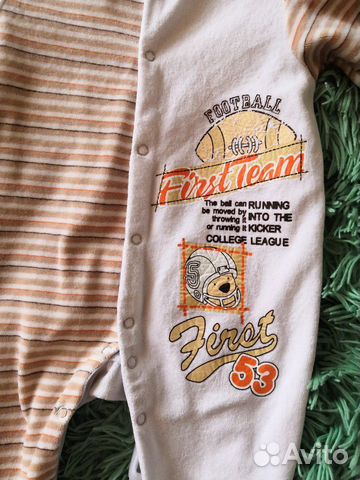 FOOTBALL
First Team
The ball can RUNNING
be moved by INTO THE
throwing it KICKER
or running it
COLLEGE LEAGUE
5
First
53
Avito